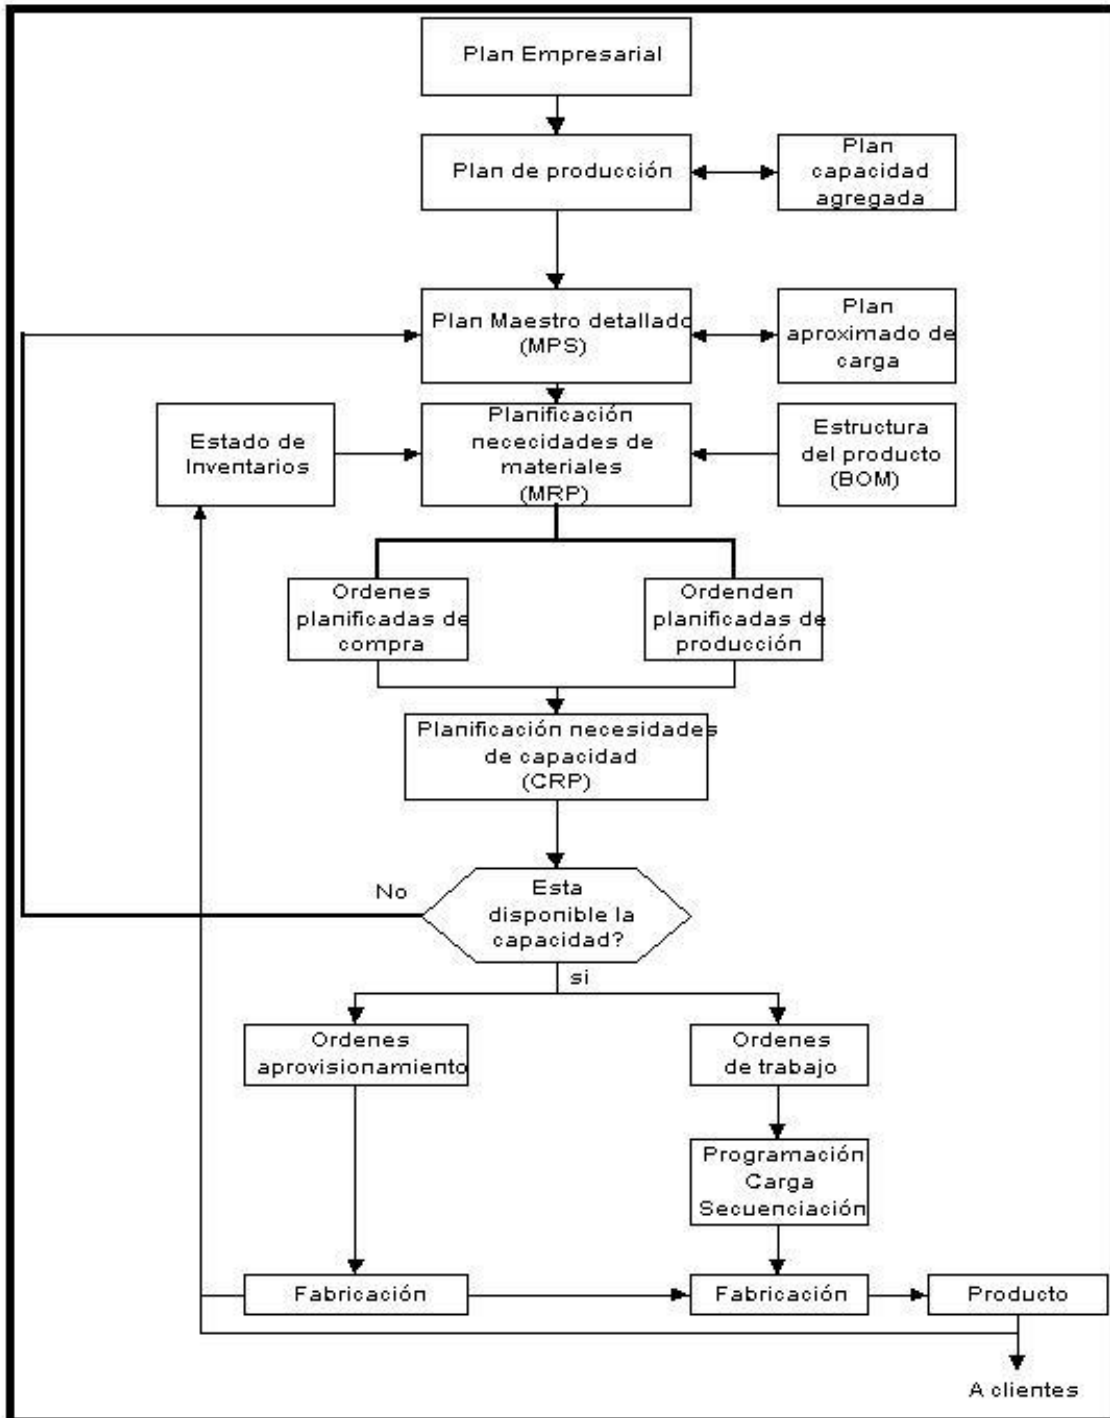 Plan Empresarial
Plan de producción
Plan
capacidad
agregada
Plan Maestro detallado
(MPS)
Plan
aproximado de
carga
Estado de
Inventarios
Planificación
nececidades de
materiales
(MRP)
Estructura
del producto
(BOM)
Ordenes
planificadas de
compra
Ordenden
planificadas de
producción
Planificación necesidades
de capacidad
(CRP)
No
Esta
disponible la
capacidad?
si
Ordenes
aprovisionamiento
Ordenes
de trabajo
Programación
Carga
Secuenciación
Fabricación
Fabricación
Producto
A clientes